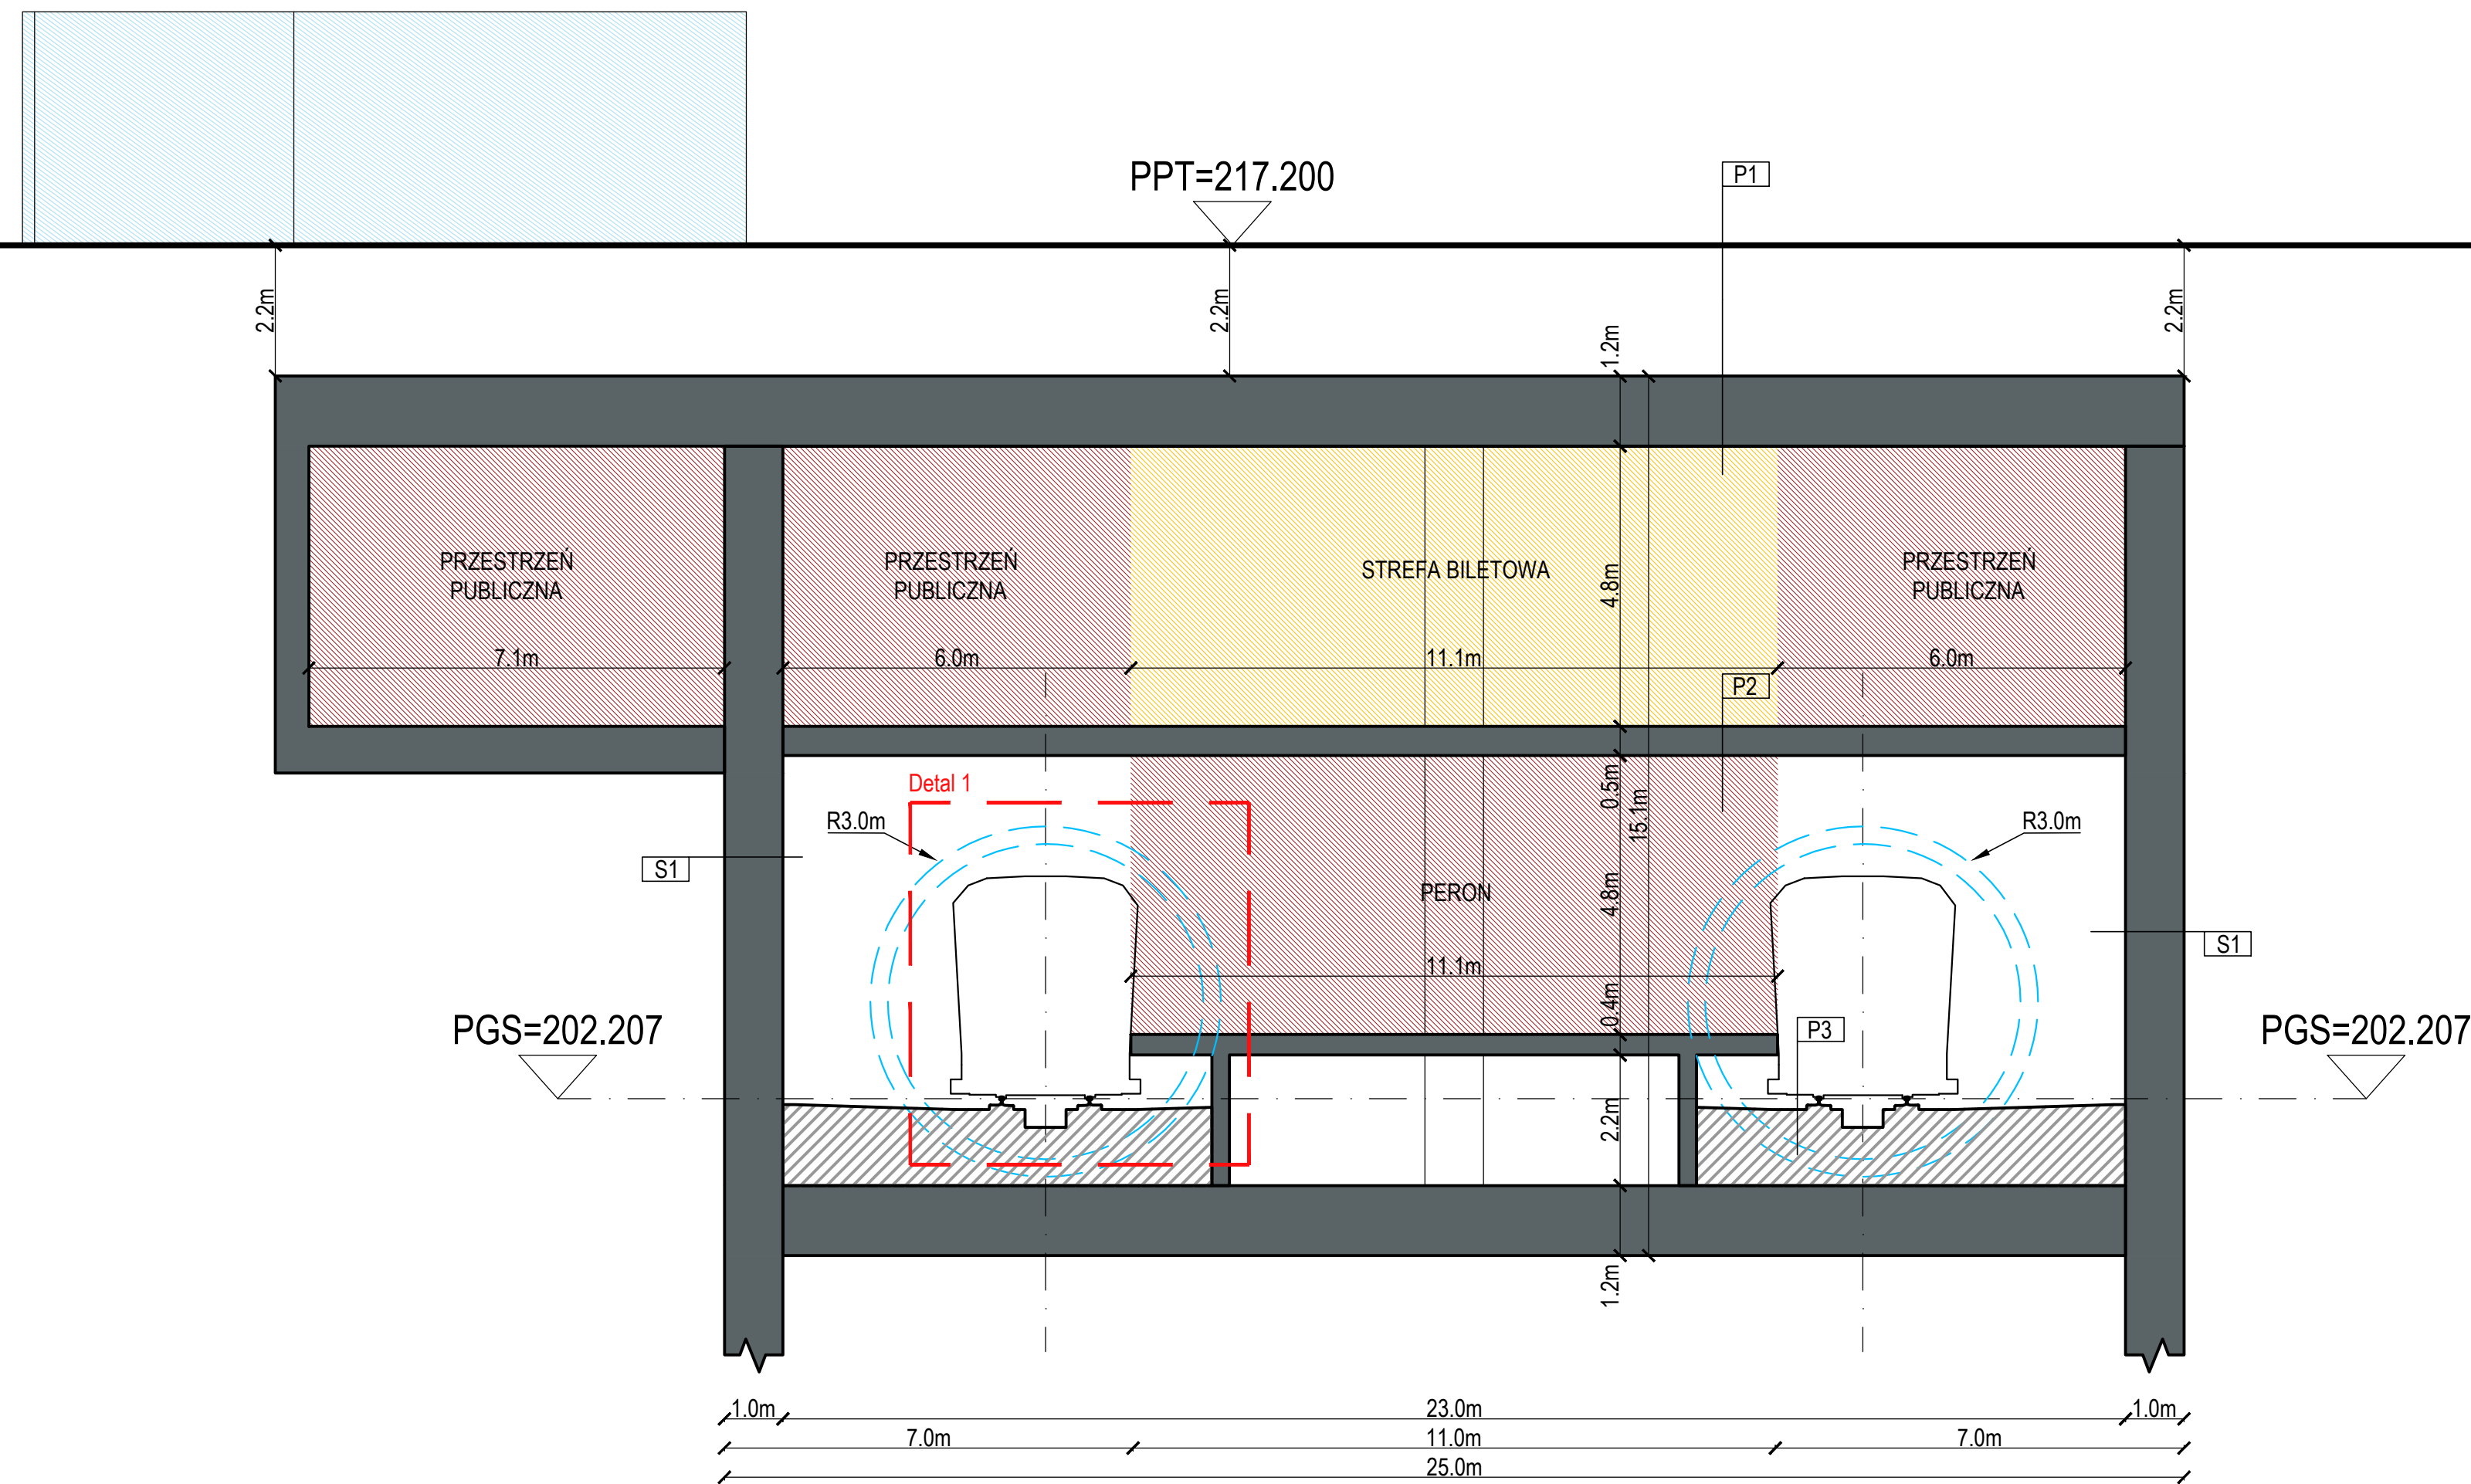 PPT=217.200
P1
2.2m
2.2m
2.2m
1.2m
PRZESTRZEŃ
PUBLICZNA
PRZESTRZEŃ
PUBLICZNA
STREFA BILETOWA
4.8m
PRZESTRZEŃ
PUBLICZNA
7.1m
6.0m
11.1m
6.0m
P2
Detal 1
0.5m
15.1m
R3.0m
R3.0m
S1
PERON
4.8m
S1
11.1m
0.4m
PGS=202.207
P3
PGS=202.207
2.2m
1.2m
1.0m
23.0m
1.0m
7.0m
11.0m
7.0m
25.0m